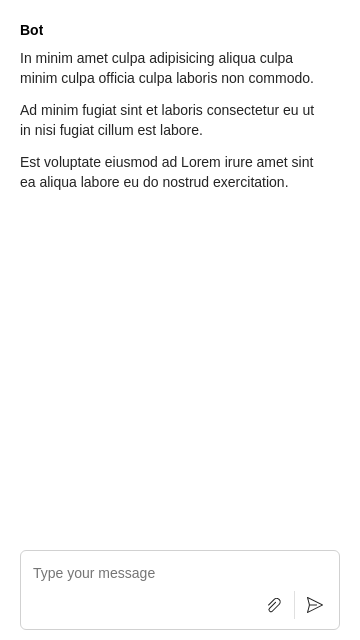 Bot
In minim amet culpa adipisicing aliqua culpa
minim culpa officia culpa laboris non commodo.
Ad minim fugiat sint et laboris consectetur eu ut
in nisi fugiat cillum est labore.
Est voluptate eiusmod ad Lorem irure amet sint
ea aliqua labore eu do nostrud exercitation.
Type your message